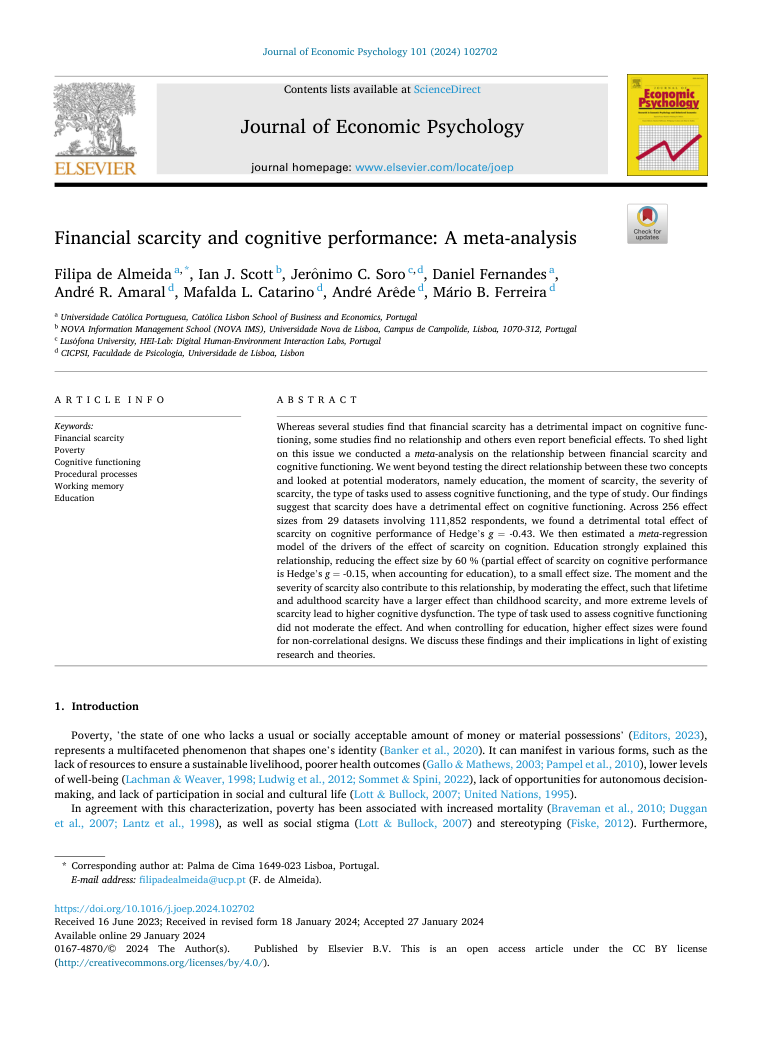 Journal of Economic Psychology 101 (2024) 102702
Contents lists available at ScienceDirect
Journal of Economic Psychology
journal homepage: www.elsevier.com/locate/joep
ELSEVIER
Economic
Psychology
Check for
updates
Financial scarcity and cognitive performance: A meta-analysis
Filipa de Almeida a,*, Ian J. Scott b, Jerônimo C. Soro c,d, Daniel Fernandes a,
André R. Amaral d, Mafalda L. Catarino d, André Arêde d, Mário B. Ferreira d
a Universidade Católica Portuguesa, Católica Lisbon School of Business and Economics, Portugal
b NOVA Information Management School (NOVA IMS), Universidade Nova de Lisboa, Campus de Campolide, Lisboa, 1070-312, Portugal
c Lusófona University, HEI-Lab: Digital Human-Environment Interaction Labs, Portugal
d CICPSI, Faculdade de Psicologia, Universidade de Lisboa, Lisbon
ARTICLE INFO
Keywords:
Financial scarcity
Poverty
Cognitive functioning
Procedural processes
Working memory
Education
ABSTRACT
Whereas several studies find that financial scarcity has a detrimental impact on cognitive func-
tioning, some studies find no relationship and others even report beneficial effects. To shed light
on this issue we conducted a meta-analysis on the relationship between financial scarcity and
cognitive functioning. We went beyond testing the direct relationship between these two concepts
and looked at potential moderators, namely education, the moment of scarcity, the severity of
scarcity, the type of tasks used to assess cognitive functioning, and the type of study. Our findings
suggest that scarcity does have a detrimental effect on cognitive functioning. Across 256 effect
sizes from 29 datasets involving 111,852 respondents, we found a detrimental total effect of
scarcity on cognitive performance of Hedge's g = -0.43. We then estimated a meta-regression
model of the drivers of the effect of scarcity on cognition. Education strongly explained this
relationship, reducing the effect size by 60 % (partial effect of scarcity on cognitive performance
is Hedge's g = -0.15, when accounting for education), to a small effect size. The moment and the
severity of scarcity also contribute to this relationship, by moderating the effect, such that lifetime
and adulthood scarcity have a larger effect than childhood scarcity, and more extreme levels of
scarcity lead to higher cognitive dysfunction. The type of task used to assess cognitive functioning
did not moderate the effect. And when controlling for education, higher effect sizes were found
for non-correlational designs. We discuss these findings and their implications in light of existing
research and theories.
1. Introduction
Poverty, 'the state of one who lacks a usual or socially acceptable amount of money or material possessions' (Editors, 2023),
represents a multifaceted phenomenon that shapes one's identity (Banker et al., 2020). It can manifest in various forms, such as the
lack of resources to ensure a sustainable livelihood, poorer health outcomes (Gallo & Mathews, 2003; Pampel et al., 2010), lower levels
of well-being (Lachman & Weaver, 1998; Ludwig et al., 2012; Sommet & Spini, 2022), lack of opportunities for autonomous decision-
making, and lack of participation in social and cultural life (Lott & Bullock, 2007; United Nations, 1995).
In agreement with this characterization, poverty has been associated with increased mortality (Braveman et al., 2010; Duggan
et al., 2007; Lantz et al., 1998), as well as social stigma (Lott & Bullock, 2007) and stereotyping (Fiske, 2012). Furthermore,
* Corresponding author at: Palma de Cima 1649-023 Lisboa, Portugal.
E-mail address: filipadealmeida@ucp.pt (F. de Almeida).
https://doi.org/10.1016/j.joep.2024.102702
Received 16 June 2023; Received in revised form 18 January 2024; Accepted 27 January 2024
Available online 29 January 2024
0167-4870/© 2024 The Author(s). Published by Elsevier B.V. This is an open access article under the CC BY license
(http://creativecommons.org/licenses/by/4.0/).